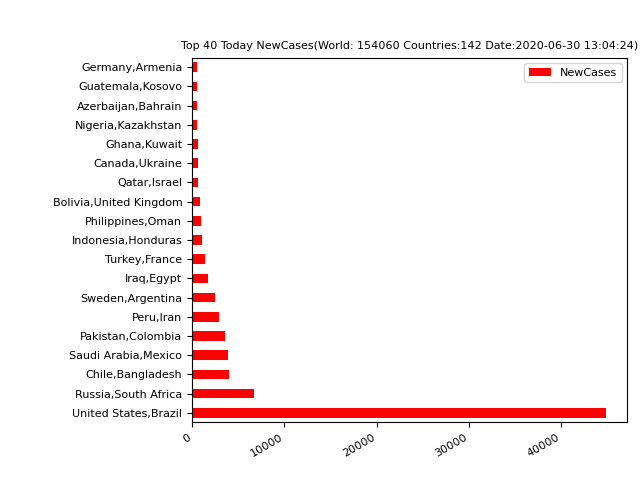 Top 40 Today NewCases(World: 154060 Countries:142 Date:2020-06-30 13:04:24)
NewCases
Germany,Armenia
Guatemala,Kosovo
Azerbaijan,Bahrain
Nigeria,Kazakhstan
Ghana,Kuwait
Canada,Ukraine
Qatar,Israel
Bolivia,United Kingdom
Philippines,Oman
Indonesia,Honduras
Turkey,France
Iraq,Egypt
Sweden,Argentina
Peru,Iran
Pakistan,Colombia
Saudi Arabia,Mexico
Chile,Bangladesh
Russia,South Africa
United States,Brazil
0 10000 20000 30000 40000